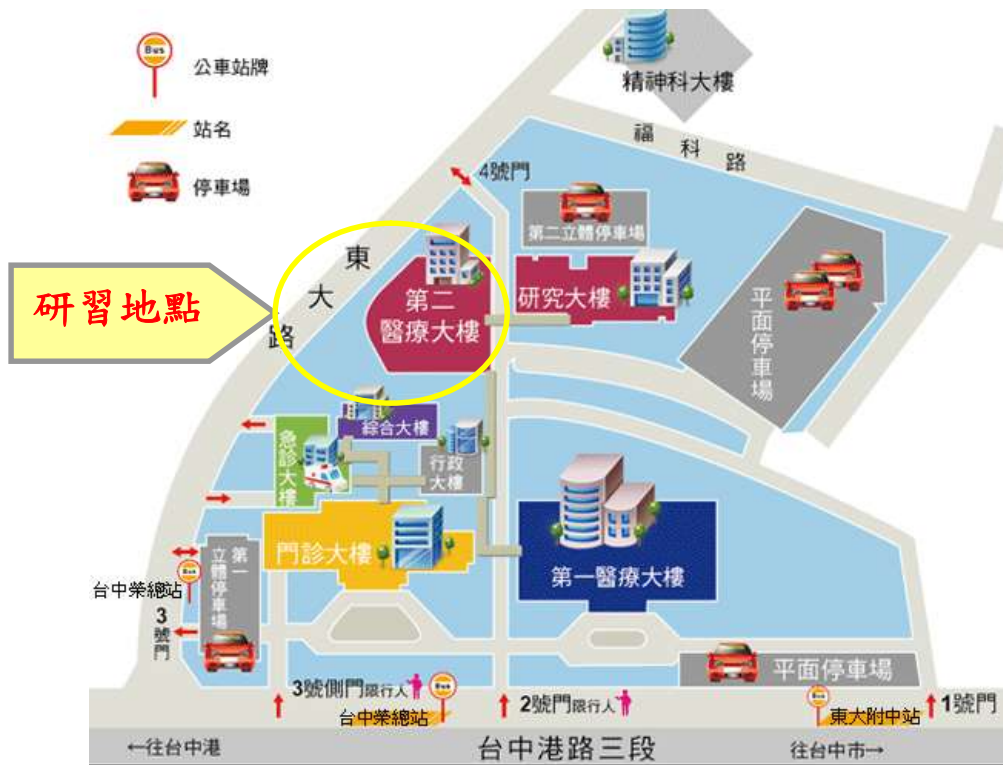 Bus
公車站牌
站名
停車場
精神科大樓
福科路
4號門
第二立體停車場
東大路
研習地點
第二
醫療大樓
研究大樓
平面停車場
綜合大樓
急診大樓
行政
大樓
門診大樓
第一醫療大樓
第一
立體停車場
Bus
台中榮總站
3號門
平面停車場
3號側門限行人
Bus
台中榮總站
2號門限行人
Bus
東大附中站
1號門
←往台中港
台中港路三段
往台中市→